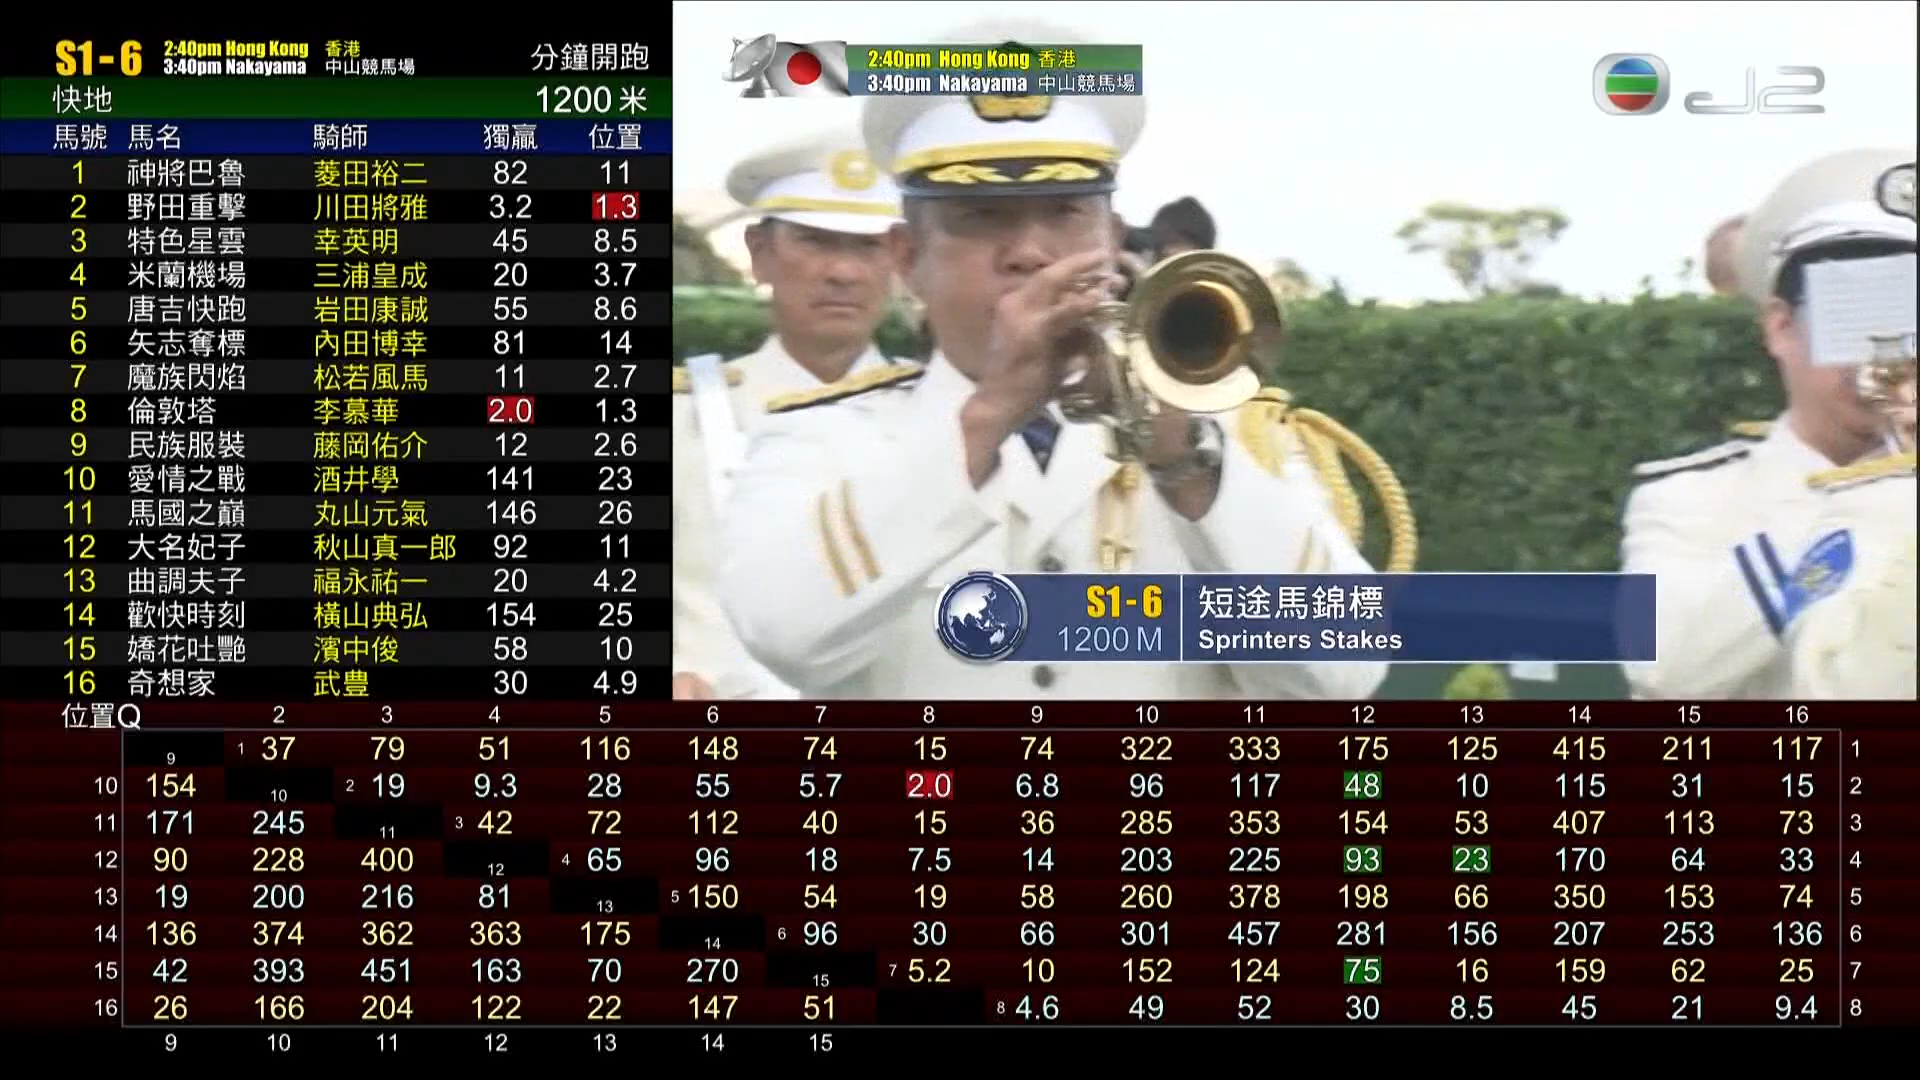 S1-6 2:40pm Hong Kong 香港 分鐘開跑
3:40pm Nakayama 中山競馬場
快地 1200 米
馬號 馬名 騎師 獨贏 位置
1 神將巴魯 菱田裕二 82 11
2 野田重擊 川田將雅 3.2 1.3
3 特色星雲 幸英明 45 8.5
4 米蘭機場 三浦皇成 20 3.7
5 唐吉快跑 岩田康誠 55 8.6
6 矢志奪標 內田博幸 81 14
7 魔族閃焰 松若風馬 11 2.7
8 倫敦塔 李慕華 2.0 1.3
9 民族服裝 藤岡佑介 12 2.6
10 愛情之戰 酒井學 141 23
11 馬國之巔 丸山元氣 146 26
12 大名妃子 秋山真一郎 92 11
13 曲調夫子 福永祐一 20 4.2
14 歡快時刻 橫山典弘 154 25
15 嬌花吐艷 濱中俊 58 10
16 奇想家 武豊 30 4.9
2:40pm Hong Kong 香港
3:40pm Nakayama 中山競馬場
J2
S1-6 短途馬錦標
1200 M Sprinters Stakes
位置Q 2 3 4 5 6 7 8 9 10 11 12 13 14 15 16
9 1 37 79 51 116 148 74 15 74 322 333 175 125 415 211 117 1
10 154 10 2 19 9.3 28 55 5.7 2.0 6.8 96 117 48 10 115 31 15 2
11 171 245 11 3 42 72 112 40 15 36 285 353 154 53 407 113 73 3
12 90 228 400 12 4 65 96 18 7.5 14 203 225 93 23 170 64 33 4
13 19 200 216 81 13 5 150 54 19 58 260 378 198 66 350 153 74 5
14 136 374 362 363 175 14 6 96 30 66 301 457 281 156 207 253 136 6
15 42 393 451 163 70 270 15 7 5.2 10 152 124 75 16 159 62 25 7
16 26 166 204 122 22 147 51 8 4.6 49 52 30 8.5 45 21 9.4 8
9 10 11 12 13 14 15